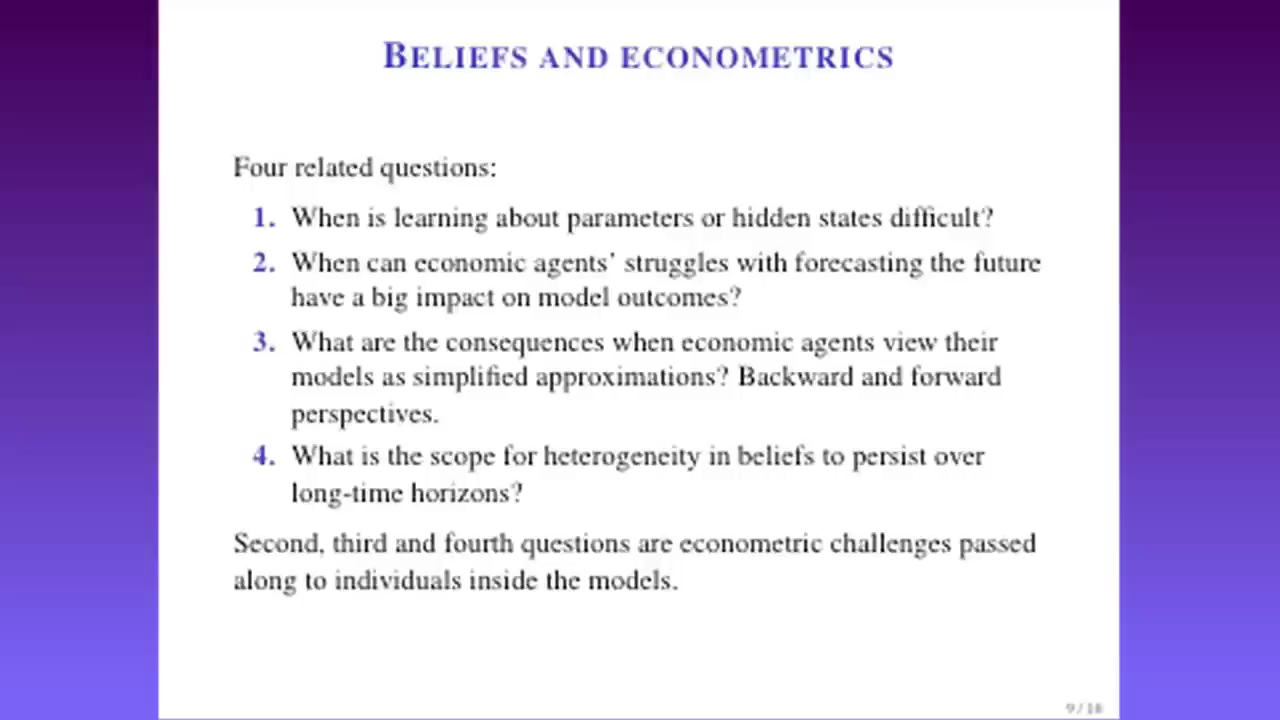 BELIEFS AND ECONOMETRICS
Four related questions:
1. When is learning about parameters or hidden states difficult?
2. When can economic agents' struggles with forecasting the future
have a big impact on model outcomes?
3. What are the consequences when economic agents view their
models as simplified approximations? Backward and forward
perspectives.
4. What is the scope for heterogeneity in beliefs to persist over
long-time horizons?
Second, third and fourth questions are econometric challenges passed
along to individuals inside the models.
9/18